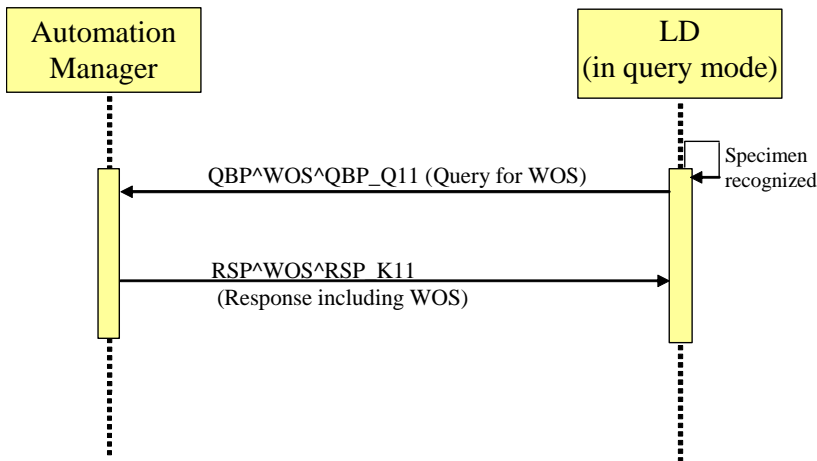 Automation
Manager
LD
(in query mode)
Specimen
recognized
QBP^WOS^QBP_Q11 (Query for WOS)
RSP^WOS^RSP_K11
(Response including WOS)